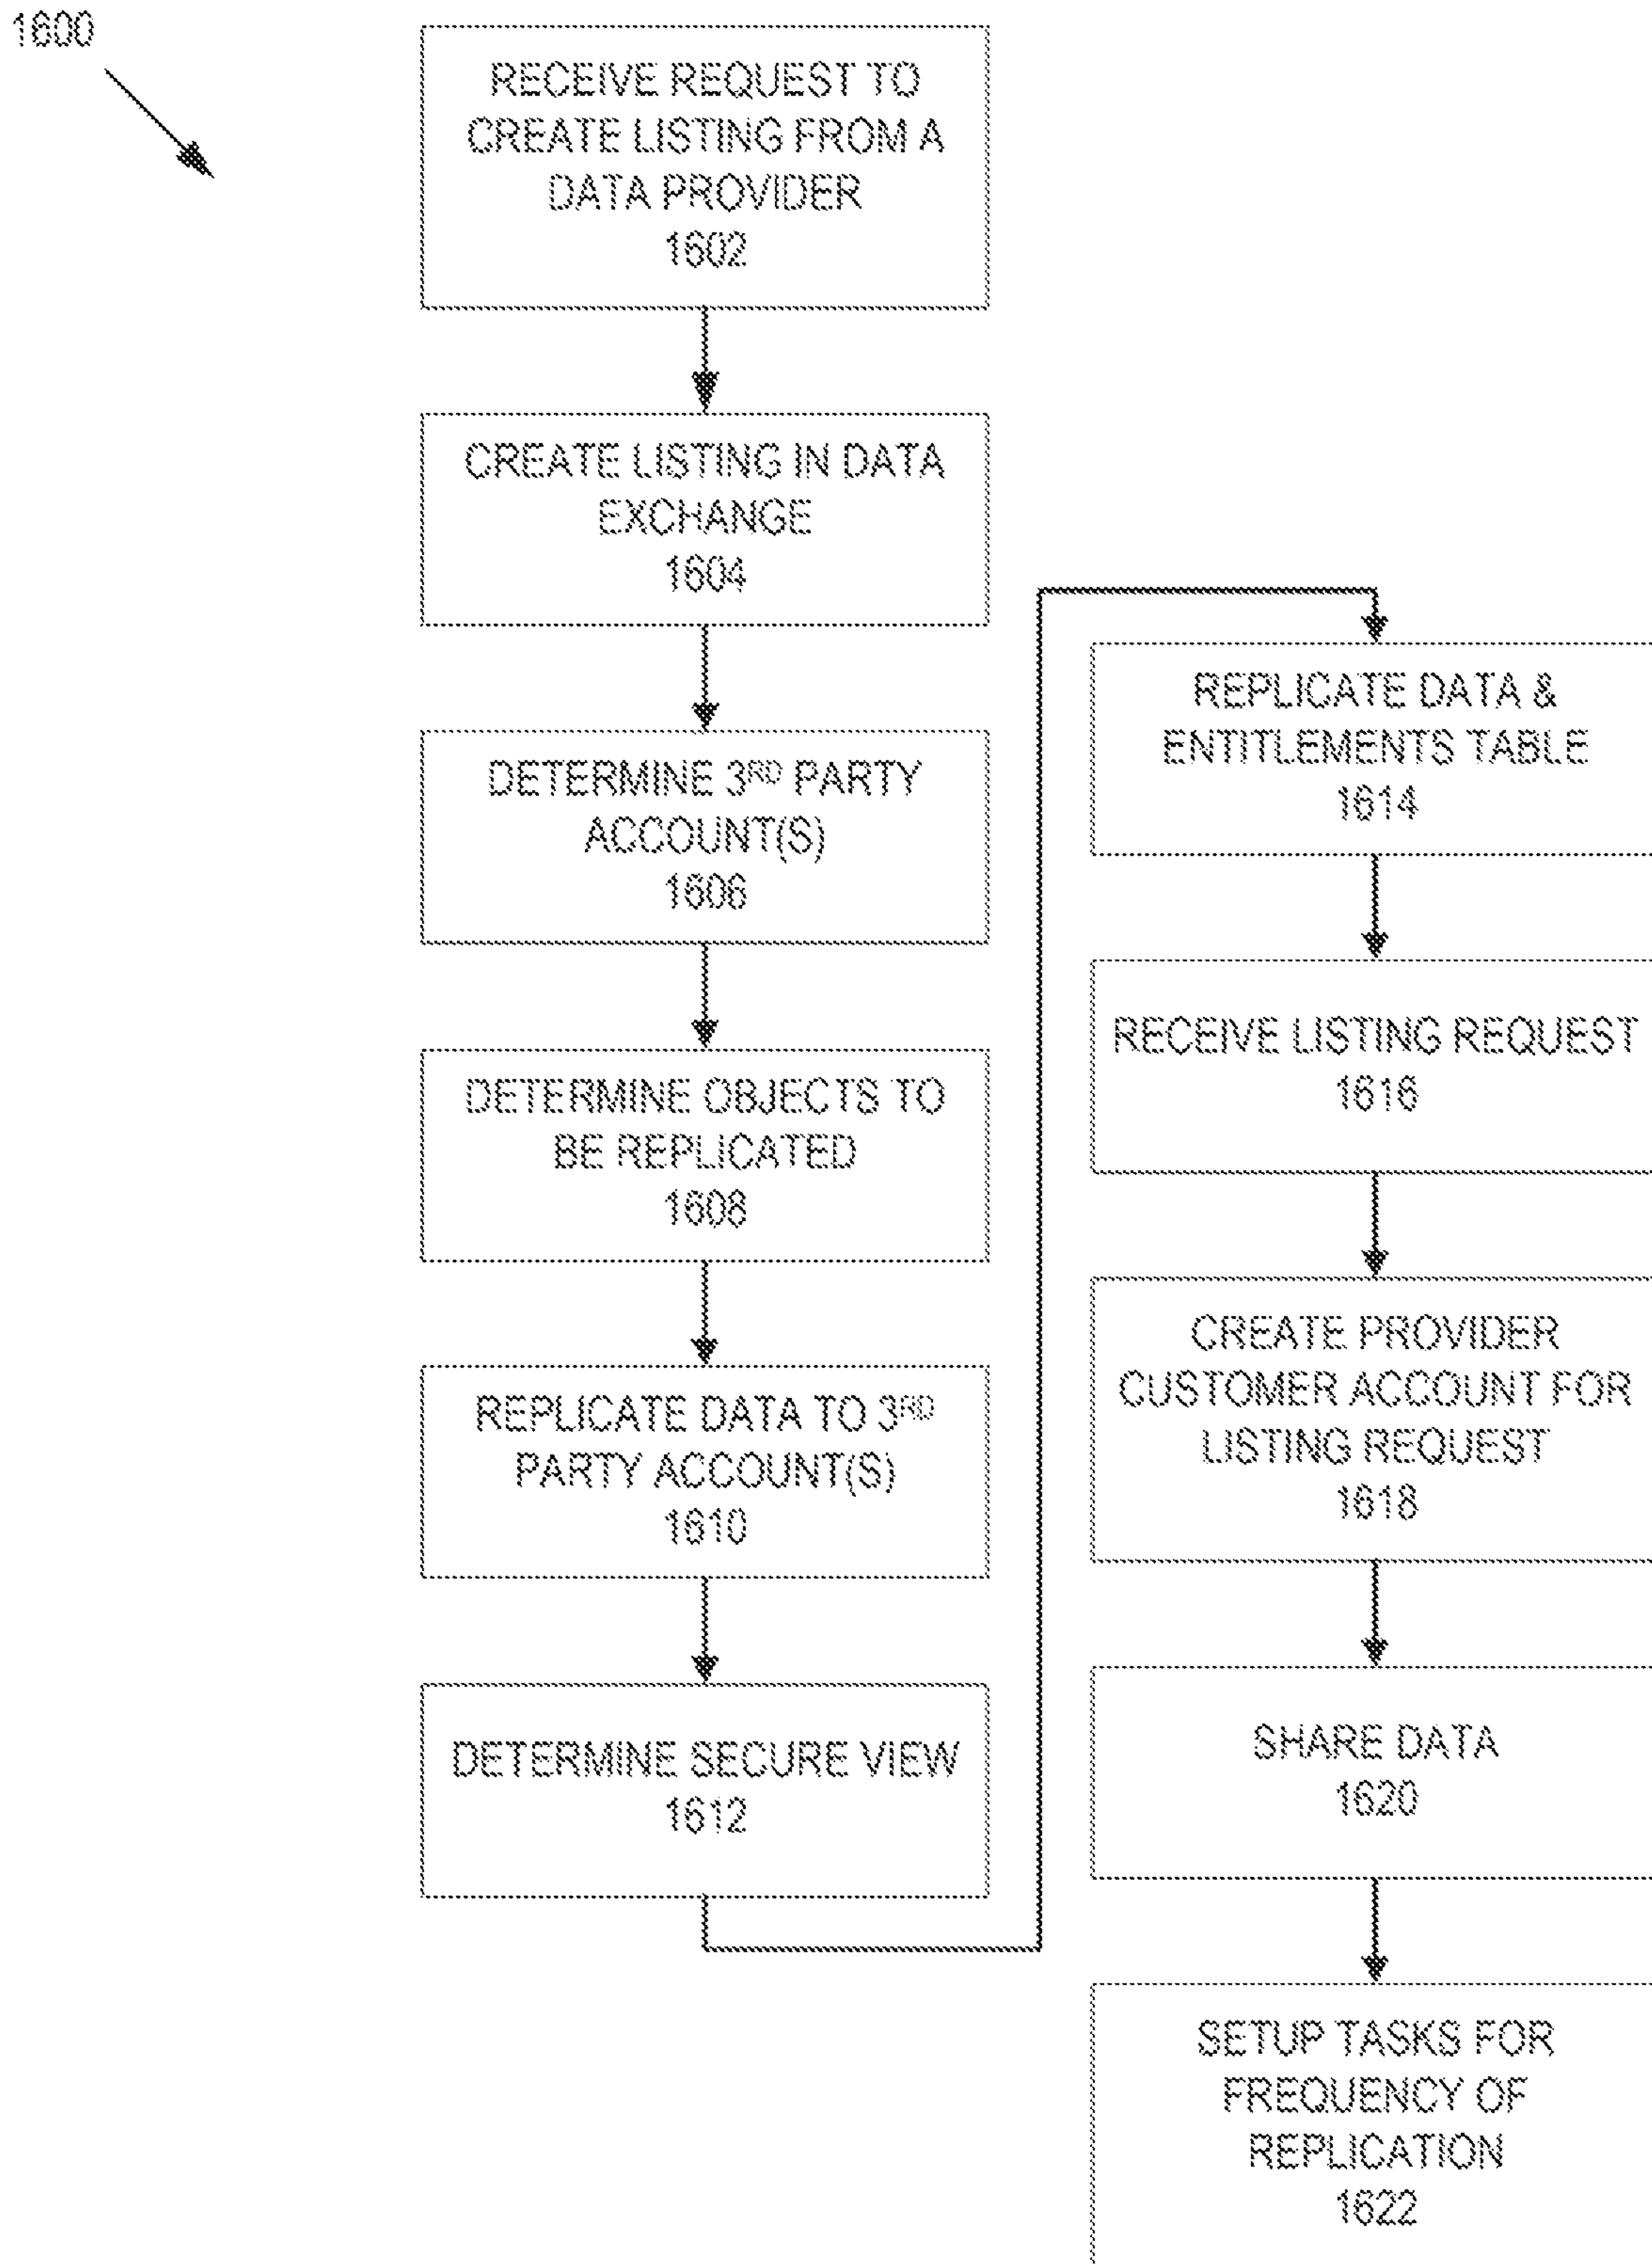 1600
RECEIVE REQUEST TO
CREATE LISTING FROM A
DATA PROVIDER
1602
CREATE LISTING IN DATA
EXCHANGE
1604
DETERMINE 3RD PARTY
ACCOUNT(S)
1606
DETERMINE OBJECTS TO
BE REPLICATED
1608
REPLICATE DATA TO 3RD
PARTY ACCOUNT(S)
1610
DETERMINE SECURE VIEW
1612
REPLICATE DATA &
ENTITLEMENTS TABLE
1614
RECEIVE LISTING REQUEST
1616
CREATE PROVIDER
CUSTOMER ACCOUNT FOR
LISTING REQUEST
1618
SHARE DATA
1620
SETUP TASKS FOR
FREQUENCY OF
REPLICATION
1622